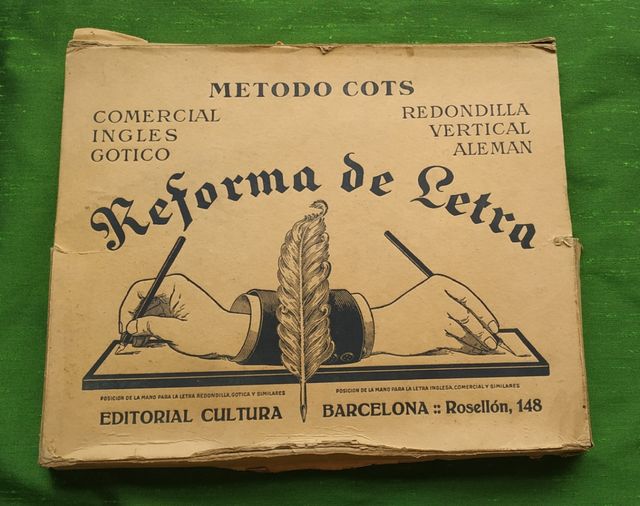 METODO COTS
COMERCIAL
INGLES
GOTICO
REDONDILLA
VERTICAL
ALEMAN
Reforma de Letra
POSICION DE LA MANO PARA LA LETRA REDONDILLA, GOTICA Y SIMILARES
POSICION DE LA MANO PARA LA LETRA INGLESA, COMERCIAL Y SIMILARES
EDITORIAL CULTURA
BARCELONA :: Rosellón, 148